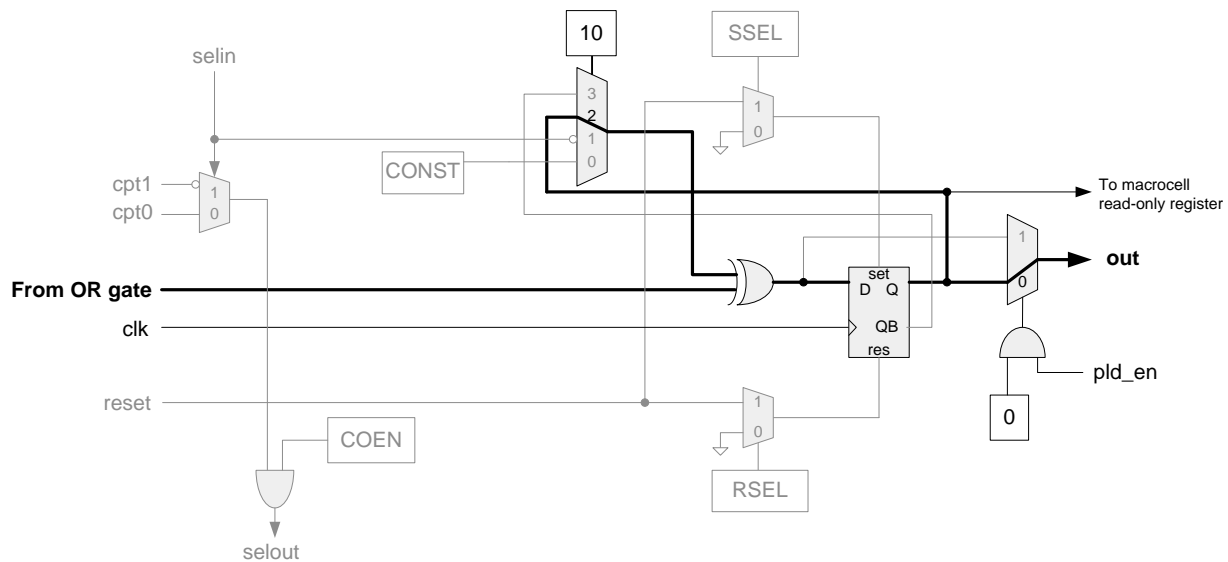 10
SSEL
selin
3
2
1
0
1
0
CONST
cpt1
cpt0
1
0
To macrocell
read-only register
1
0
out
set
D Q
QB
res
From OR gate
clk
pld_en
reset
1
0
0
COEN
RSEL
selout